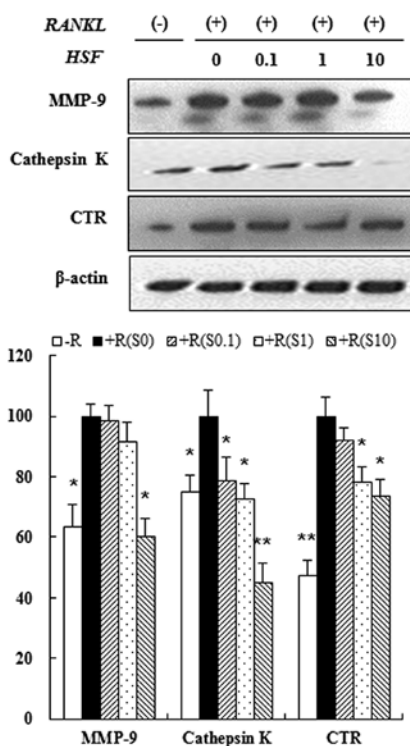 RANKL (-) (+) (+) (+) (+)
HSF 0 0.1 1 10
MMP-9
Cathepsin K
CTR
β-actin
-R +R(S0) +R(S0.1) +R(S1) +R(S10)
120
100
80
60
40
20
0
* * * * * ** ** * *
MMP-9 Cathepsin K CTR